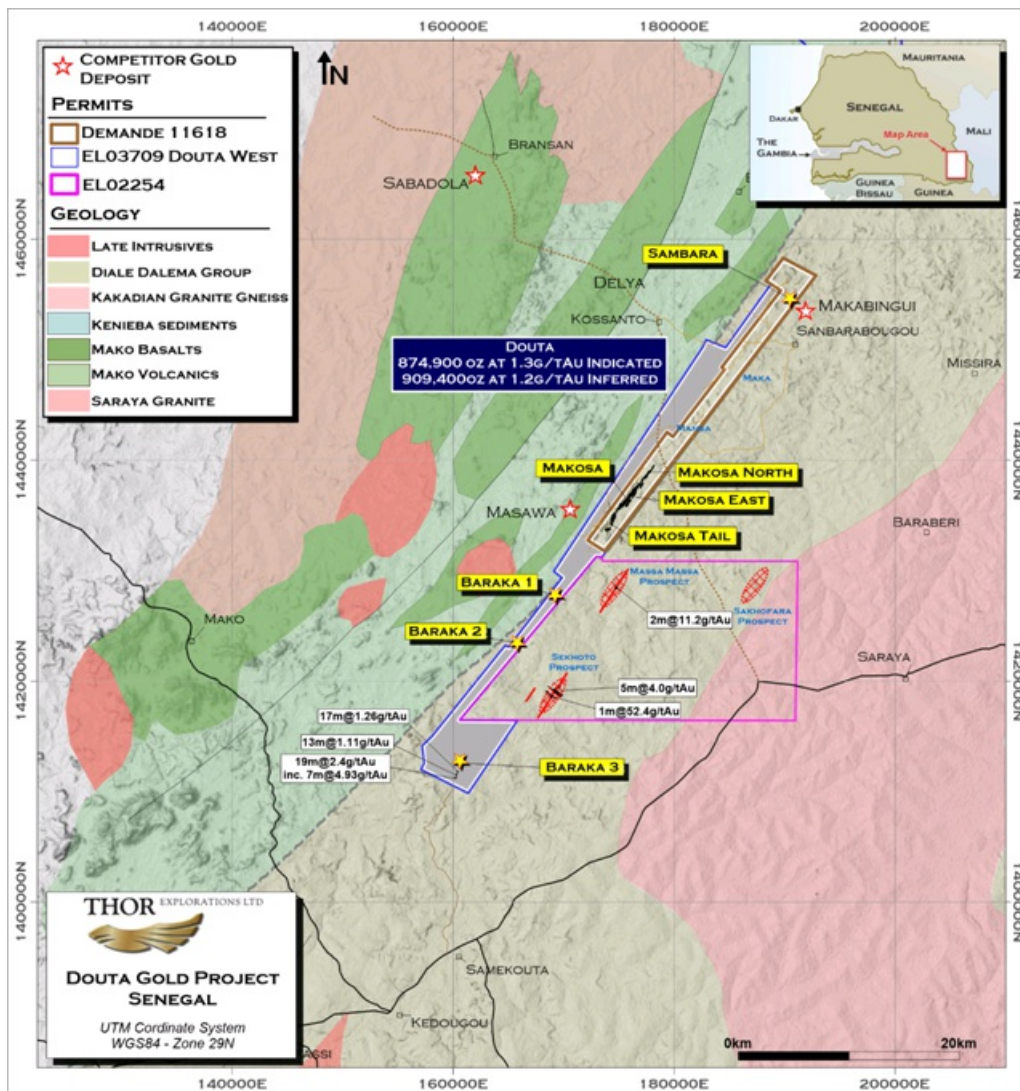 140000E
160000E
180000E
200000E
COMPETITOR GOLD
DEPOSIT
PERMITS
DEMANDE 11618
EL03709 DOUTA WEST
EL02254
GEOLOGY
LATE INTRUSIVES
DIALE DALEMA GROUP
KAKADIAN GRANITE GNEISS
KENIEBA SEDIMENTS
MAKO BASALTS
MAKO VOLCANICS
SARAYA GRANITE
N
MAURITANIA
SENEGAL
DAKAR
Map Area
MALI
THE
GAMBIA
GUINEA
BISSAU
GUINEA
BRANSAN
SABADOLA
1460000N
1460000N
SAMBARA
DELYA
MAKABINGUI
KOSSANTO
SANBARABOUGOU
DOUTA
874,900 OZ AT 1.3G/TAU INDICATED
909,400OZ AT 1.2G/TAU INFERRED
MISSIRA
MAKA
MANSA
1440000N
1440000N
MAKOSA
MAKOSA NORTH
MAKOSA EAST
MASAWA
MAKOSA TAIL
BARABERI
BARAKA 1
MASSA MASSA
PROSPECT
SAKHOFARA
PROSPECT
2m@11.2g/tAu
MAKO
BARAKA 2
SEKHOTO
PROSPECT
SARAYA
1420000N
1420000N
5m@4.0g/tAu
1m@52.4g/tAu
17m@1.26g/tAu
13m@1.11g/tAu
19m@2.4g/tAu
inc. 7m@4.93g/tAu
BARAKA 3
1400000N
1400000N
THOR
EXPLORATIONS LTD
DOUTA GOLD PROJECT
SENEGAL
UTM Cordinate System
WGS84 - Zone 29N
SAMEKOUTA
KEDOUGOU
ASSI
0km
20km
140000E
160000E
180000E
200000E